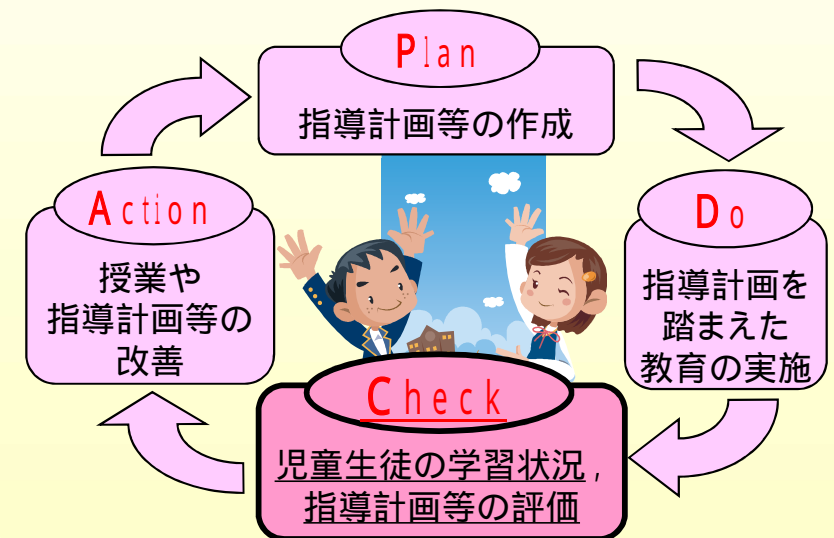 Plan
指導計画等の作成
Do
指導計画を
踏まえた
教育の実施
Check
児童生徒の学習状況,
指導計画等の評価
Action
授業や
指導計画等の
改善